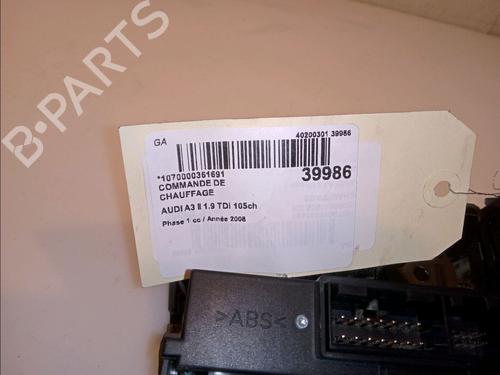 B-PARTS
GA
40200301 39986
*1070000361691
39986
COMMANDE DE
CHAUFFAGE
AUDI A3 II 1.9 TDi 105ch
Phase 1 cc / Année 2008
>ABS<